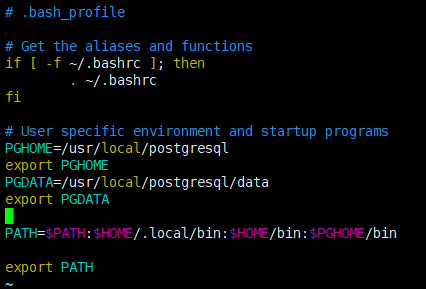 # .bash_profile
# Get the aliases and functions
if [ -f ~/.bashrc ]; then
        . ~/.bashrc
fi
# User specific environment and startup programs
PGHOME=/usr/local/postgresql
export PGHOME
PGDATA=/usr/local/postgresql/data
export PGDATA
PATH=$PATH:$HOME/.local/bin:$HOME/bin:$PGHOME/bin
export PATH
~